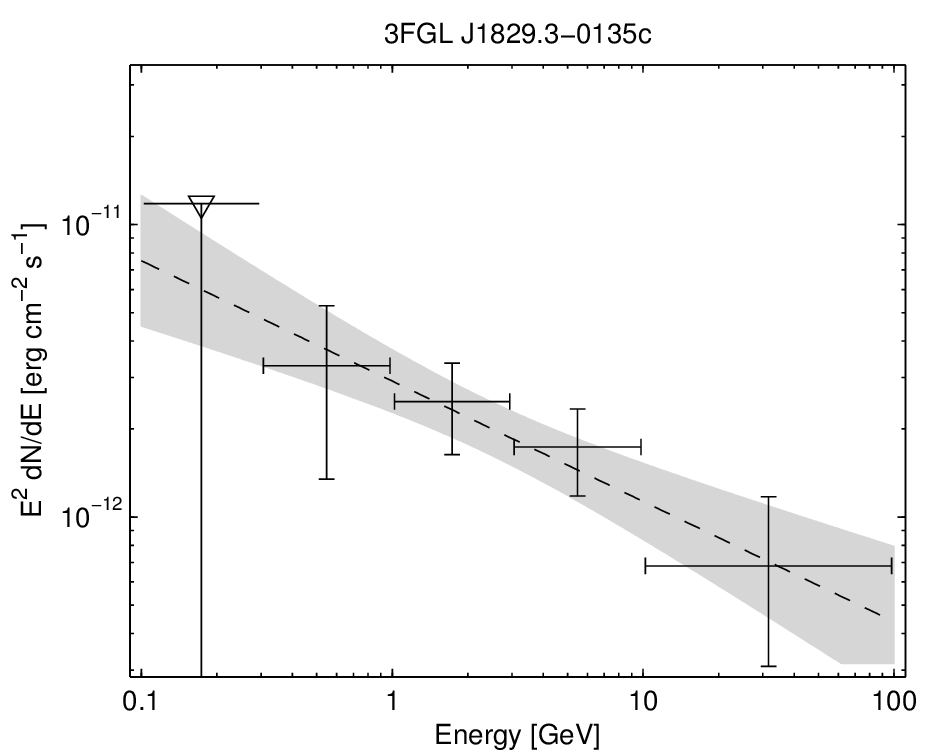 3FGL J1829.3−0135c
E² dN/dE [erg cm⁻² s⁻¹]
10⁻¹¹
10⁻¹²
0.1 1 10 100
Energy [GeV]